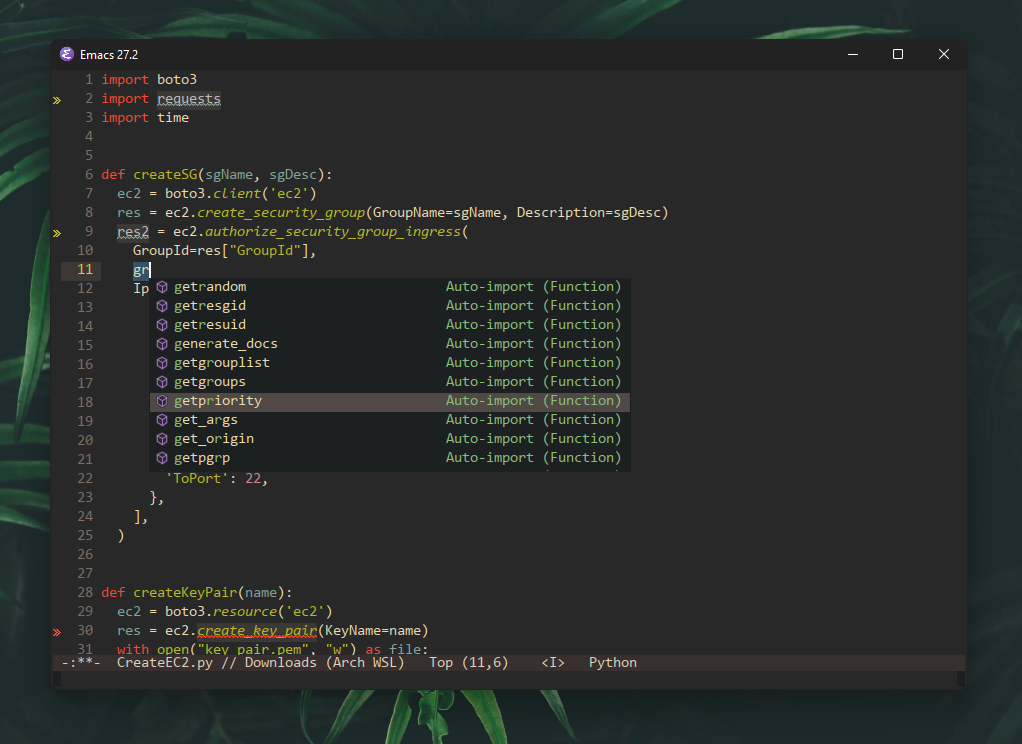 Emacs 27.2
1 import boto3
» 2 import requests
3 import time
4
5
6 def createSG(sgName, sgDesc):
7 ec2 = boto3.client('ec2')
8 res = ec2.create_security_group(GroupName=sgName, Description=sgDesc)
» 9 res2 = ec2.authorize_security_group_ingress(
10 GroupId=res["GroupId"],
11 gr
12 Ip getrandom Auto-import (Function)
13 getresgid Auto-import (Function)
14 getresuid Auto-import (Function)
15 generate_docs Auto-import (Function)
16 getgrouplist Auto-import (Function)
17 getgroups Auto-import (Function)
18 getpriority Auto-import (Function)
19 get_args Auto-import (Function)
20 get_origin Auto-import (Function)
21 getpgrp Auto-import (Function)
22 'ToPort': 22,
23 },
24 ],
25 )
26
27
28 def createKeyPair(name):
29 ec2 = boto3.resource('ec2')
» 30 res = ec2.create_key_pair(KeyName=name)
31 with open("key_pair.pem", "w") as file:
-:**- CreateEC2.py // Downloads (Arch WSL) Top (11,6) <I> Python